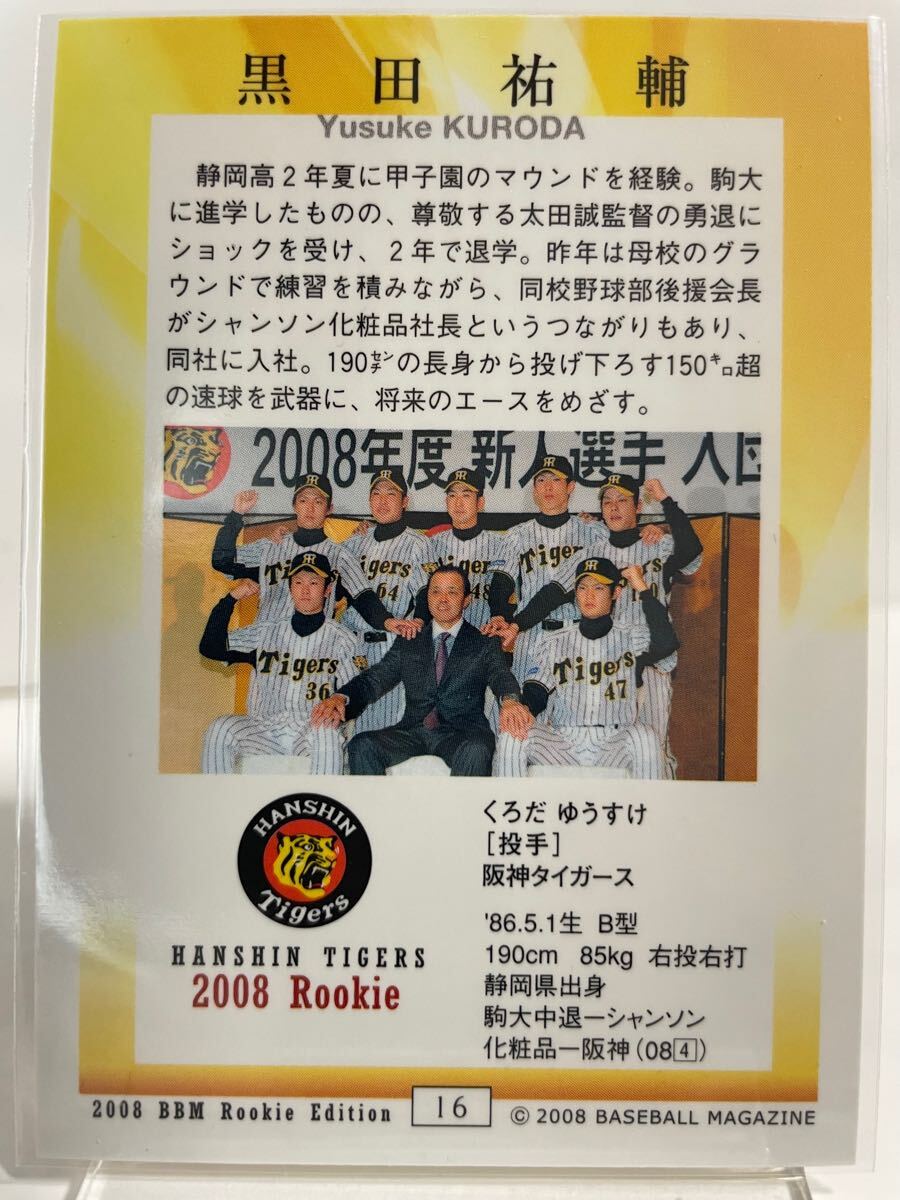 黒田祐輔
Yusuke KURODA
静岡高2年夏に甲子園のマウンドを経験。駒大
に進学したものの、尊敬する太田誠監督の勇退に
ショックを受け、2年で退学。昨年は母校のグラ
ウンドで練習を積みながら、同校野球部後援会長
がシャンソン化粧品社長というつながりもあり、
同社に入社。190㌢の長身から投げ下ろす150㌔超
の速球を武器に、将来のエースをめざす。
2008年度 新人選手 入団
Tigers
64
48
Tigers
Tigers
36
Tigers
47
HANSHIN
Tigers
HANSHIN TIGERS
2008 Rookie
くろだ ゆうすけ
[投手]
阪神タイガース
'86.5.1生 B型
190cm 85kg 右投右打
静岡県出身
駒大中退ーシャンソン
化粧品ー阪神(08④)
2008 BBM Rookie Edition
16
© 2008 BASEBALL MAGAZINE